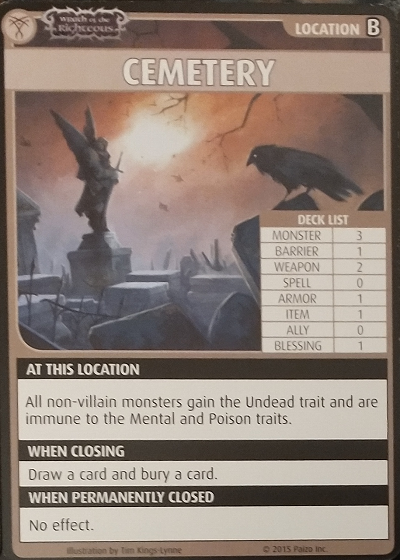 Wrath of the
Righteous
LOCATION B
CEMETERY
DECK LIST
MONSTER 3
BARRIER 1
WEAPON 2
SPELL 0
ARMOR 1
ITEM 1
ALLY 0
BLESSING 1
AT THIS LOCATION
All non-villain monsters gain the Undead trait and are
immune to the Mental and Poison traits.
WHEN CLOSING
Draw a card and bury a card.
WHEN PERMANENTLY CLOSED
No effect.
Illustration by Tim Kings-Lynne © 2015 Paizo Inc.